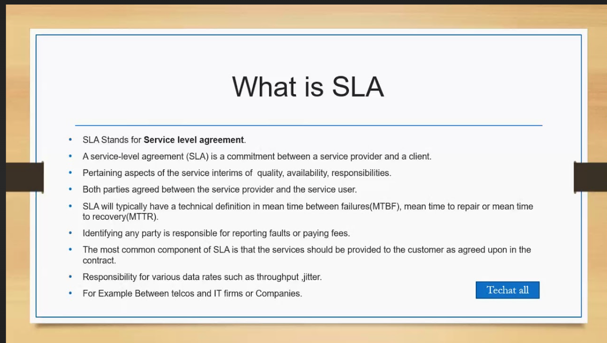 What is SLA
SLA Stands for Service level agreement.
A service-level agreement (SLA) is a commitment between a service provider and a client.
Pertaining aspects of the service interims of quality, availability, responsibilities.
Both parties agreed between the service provider and the service user.
SLA will typically have a technical definition in mean time between failures(MTBF), mean time to repair or mean time
to recovery(MTTR).
Identifying any party is responsible for reporting faults or paying fees.
The most common component of SLA is that the services should be provided to the customer as agreed upon in the
contract.
Responsibility for various data rates such as throughput ,jitter.
For Example Between telcos and IT firms or Companies.
Techat all